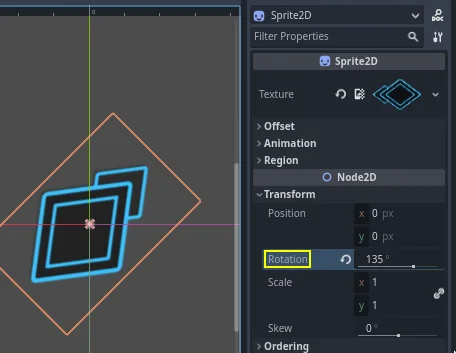 0
Sprite2D
DOC
Filter Properties
Sprite2D
Texture
Offset
Animation
Region
Node2D
Transform
Position x 0 px
y 0 px
Rotation 135°
Scale x 1
y 1
Skew 0°
Ordering